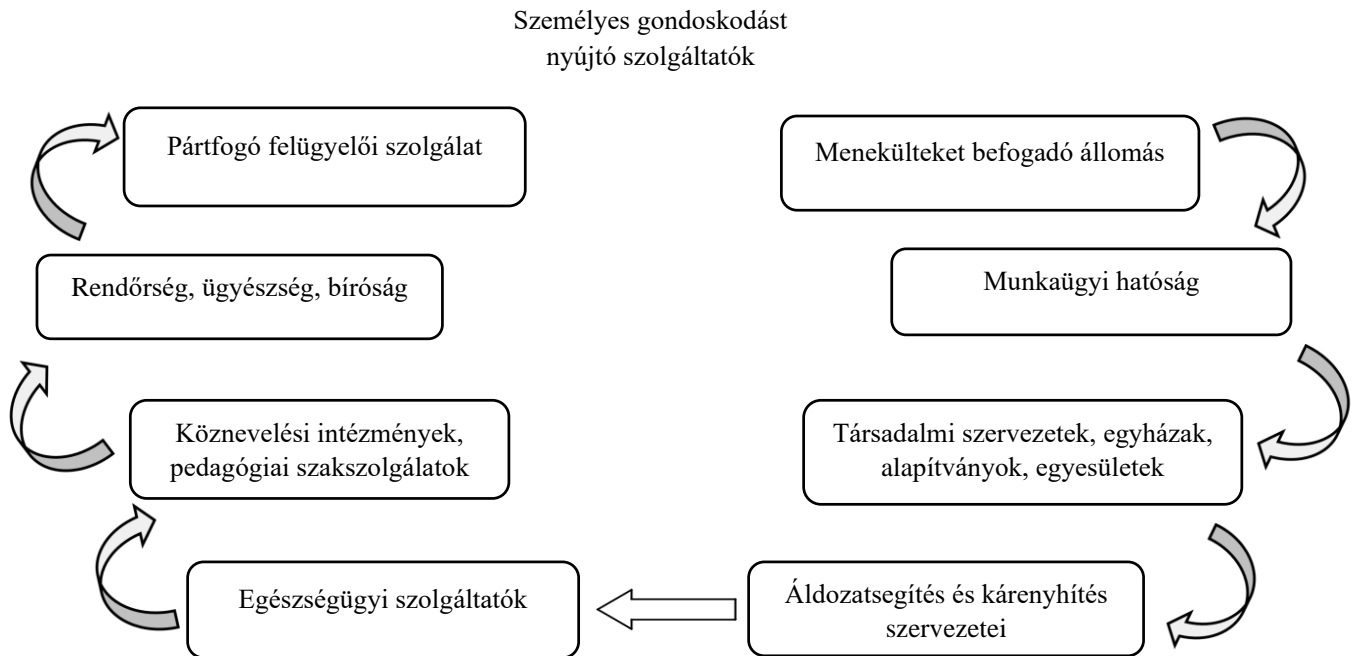 Személyes gondoskodást
nyújtó szolgáltatók
Pártfogó felügyelői szolgálat
Menekülteket befogadó állomás
Rendőrség, ügyészség, bíróság
Munkaügyi hatóság
Köznevelési intézmények,
pedagógiai szakszolgálatok
Társadalmi szervezetek, egyházak,
alapítványok, egyesületek
Egészségügyi szolgáltatók
Áldozatsegítés és kárenyhítés
szervezetei